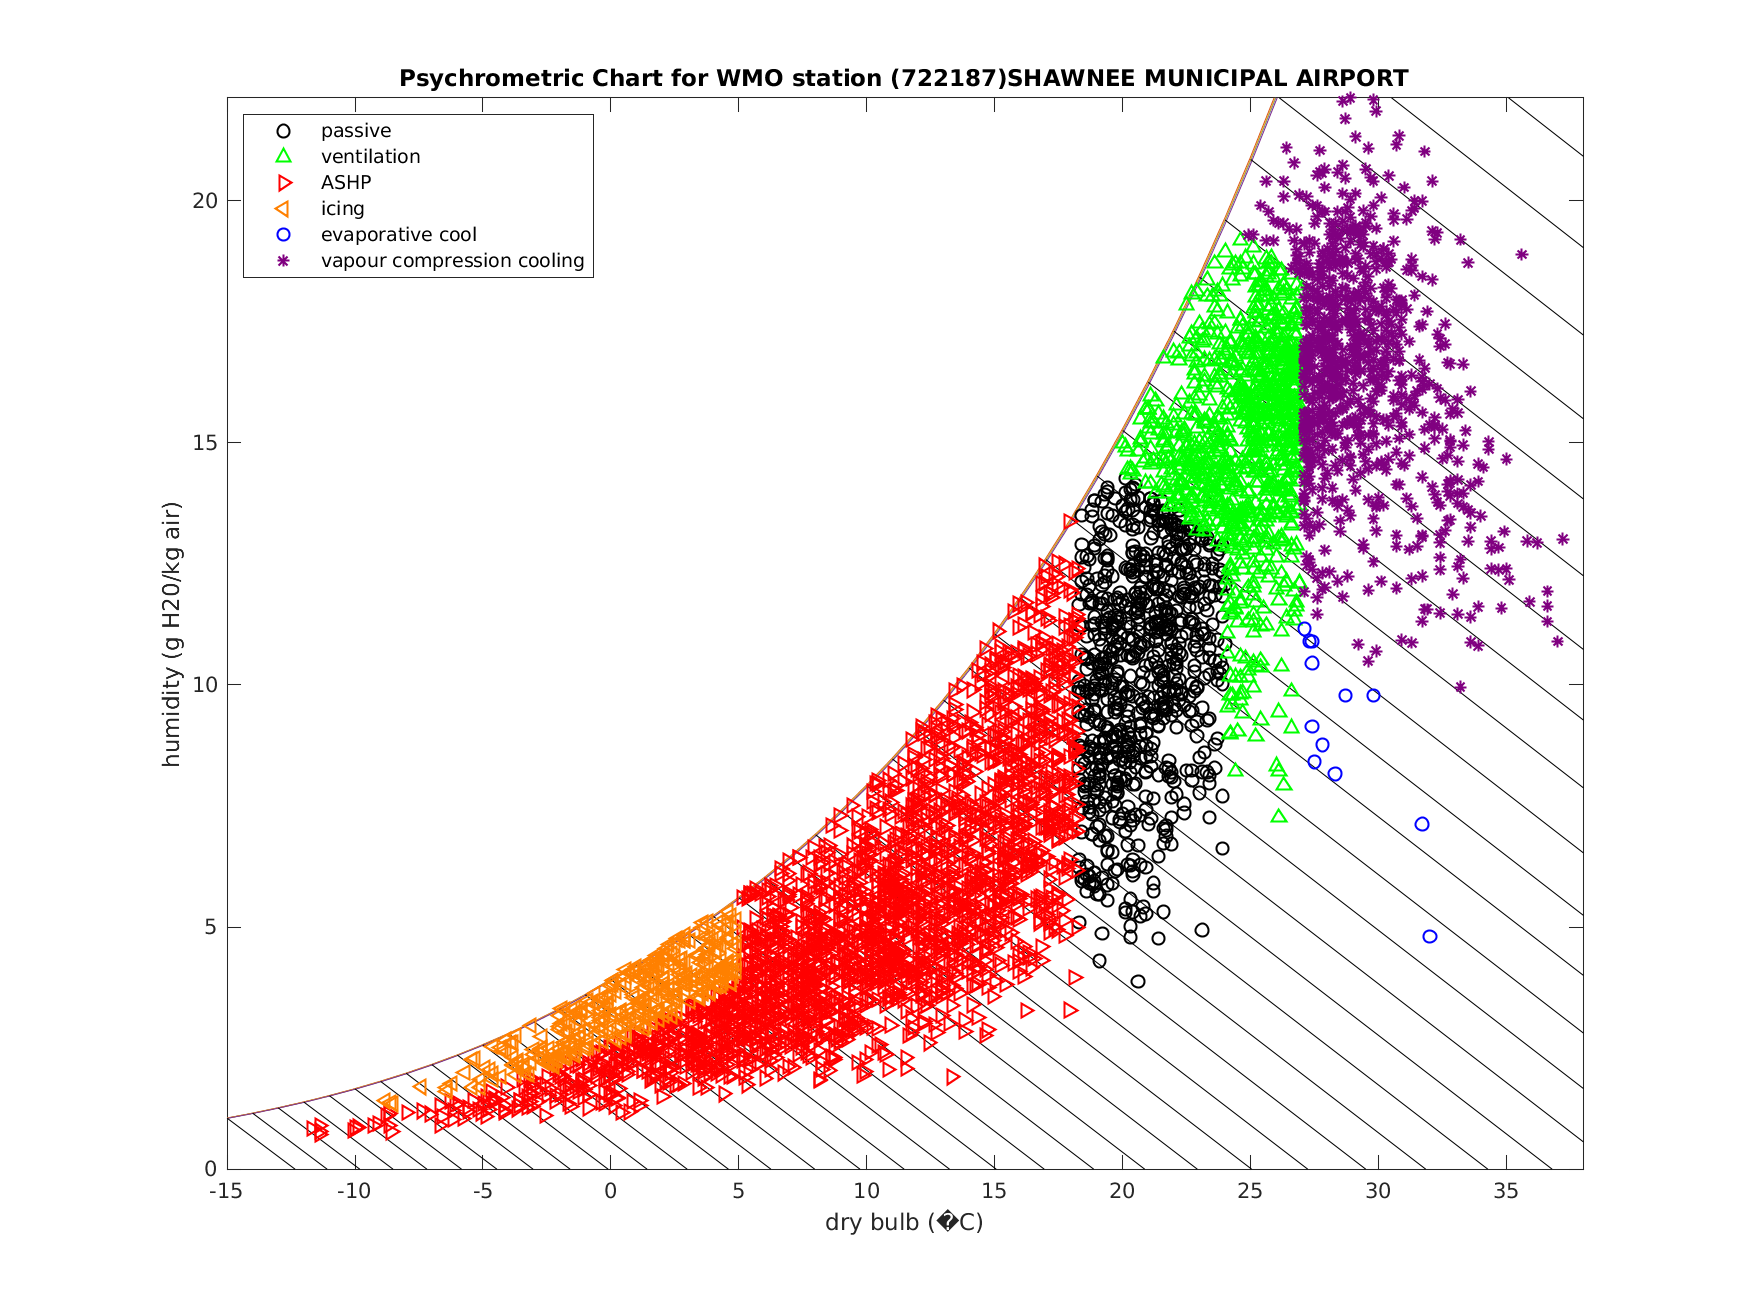 Psychrometric Chart for WMO station (722187)SHAWNEE MUNICIPAL AIRPORT
passive
ventilation
ASHP
icing
evaporative cool
vapour compression cooling
humidity (g H20/kg air)
20
15
10
5
0
-15 -10 -5 0 5 10 15 20 25 30 35
dry bulb (�C)